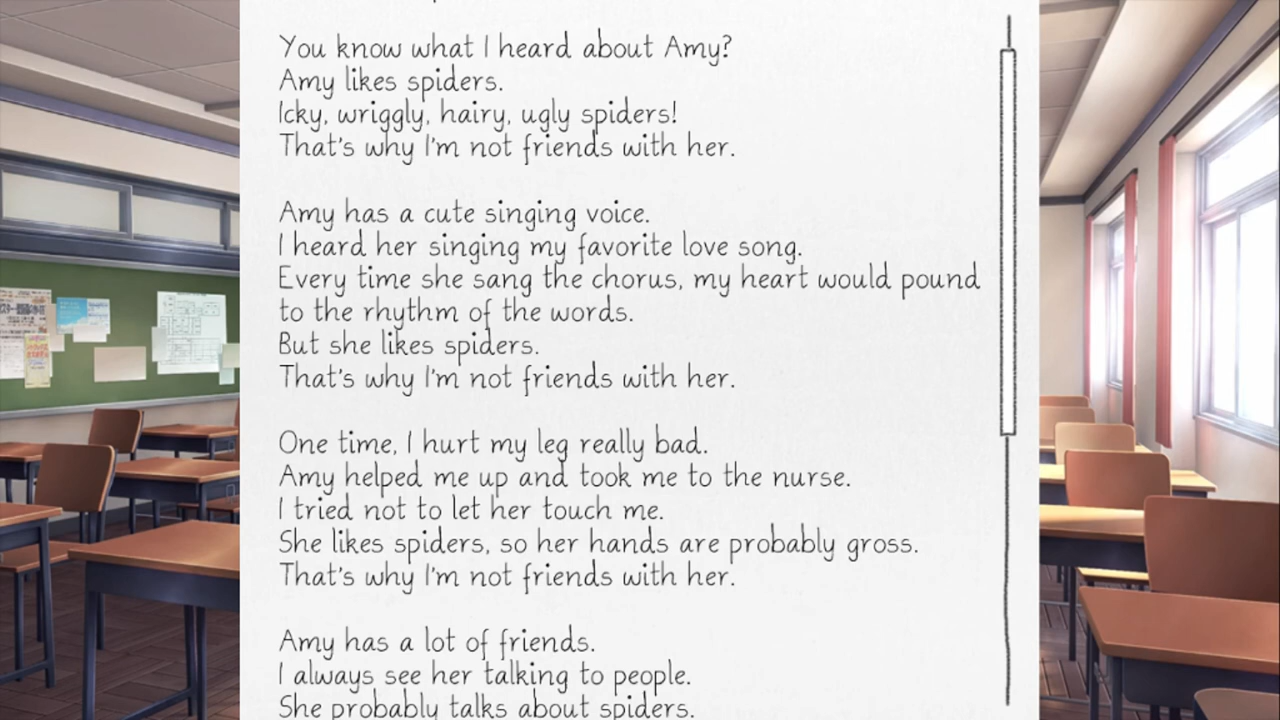 You know what I heard about Amy?
Amy likes spiders.
Icky, wriggly, hairy, ugly spiders!
That's why I'm not friends with her.
Amy has a cute singing voice.
I heard her singing my favorite love song.
Every time she sang the chorus, my heart would pound
to the rhythm of the words.
But she likes spiders.
That's why I'm not friends with her.
One time, I hurt my leg really bad.
Amy helped me up and took me to the nurse.
I tried not to let her touch me.
She likes spiders, so her hands are probably gross.
That's why I'm not friends with her.
Amy has a lot of friends.
I always see her talking to people.
She probably talks about spiders.